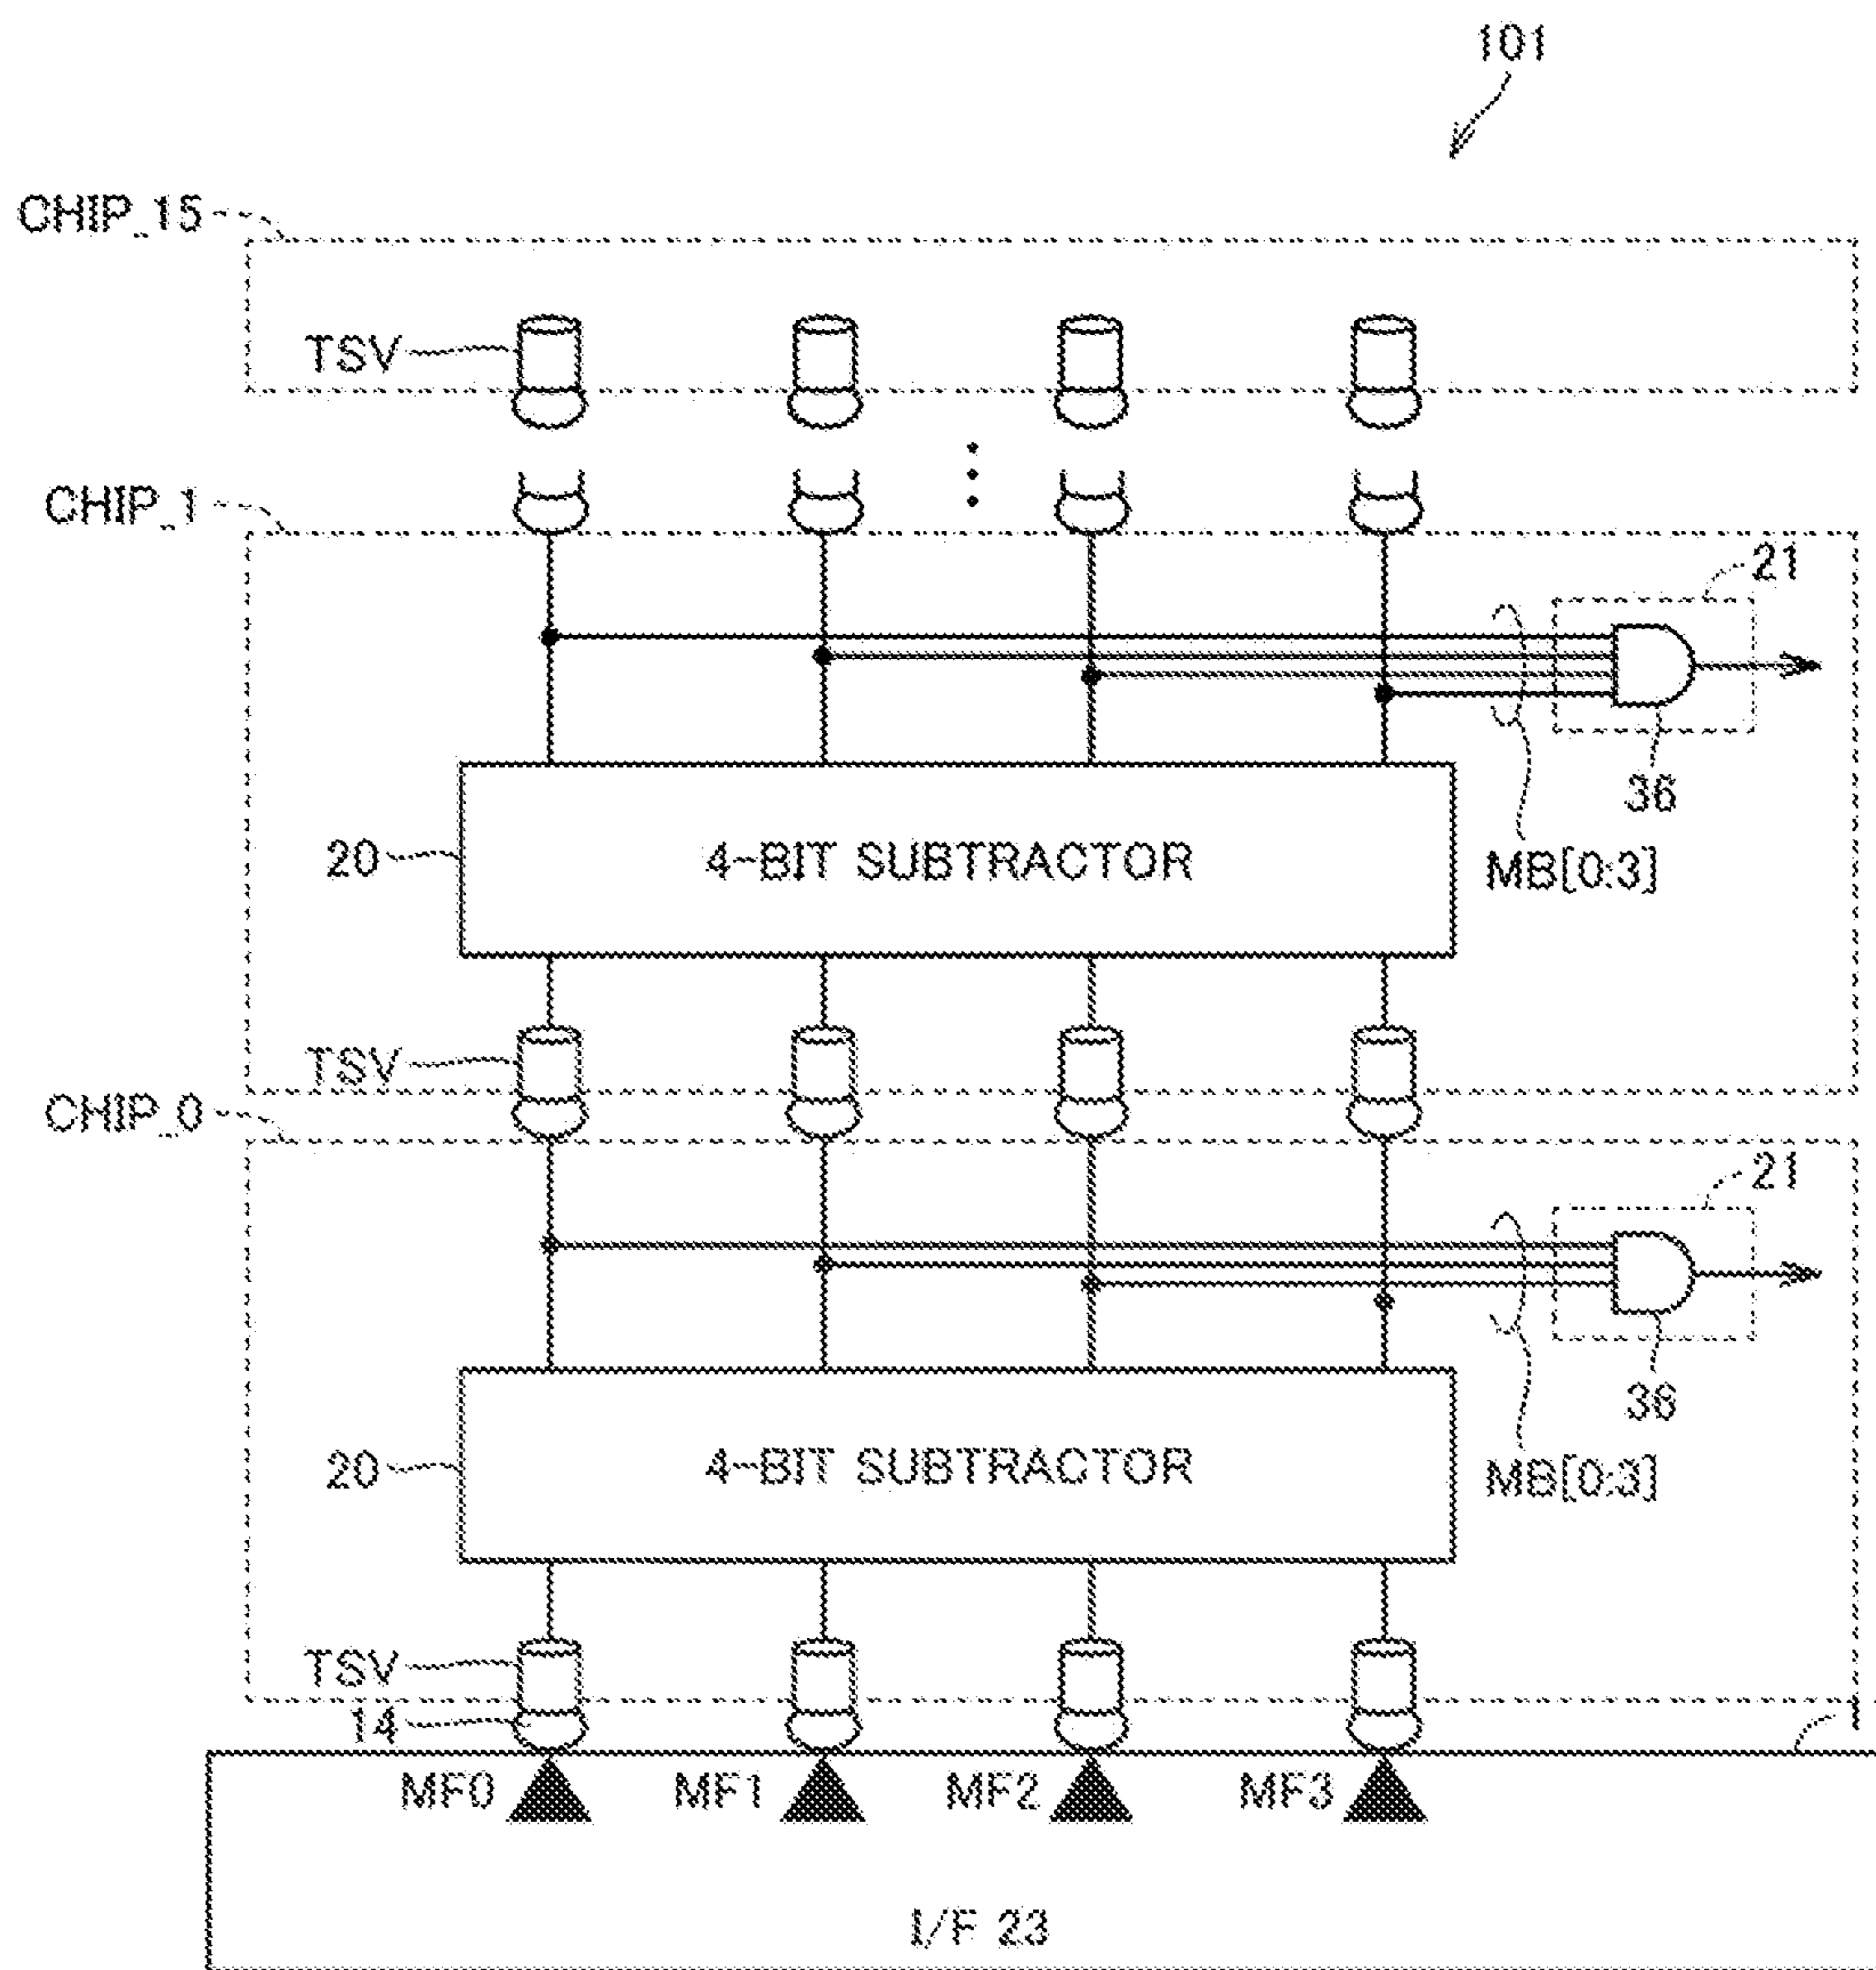 101
CHIP_15
TSV
CHIP_1
21
36
20
4-BIT SUBTRACTOR
MB[0:3]
TSV
CHIP_0
21
36
20
4-BIT SUBTRACTOR
MB[0:3]
TSV
14
MF0 MF1 MF2 MF3
I/F 23